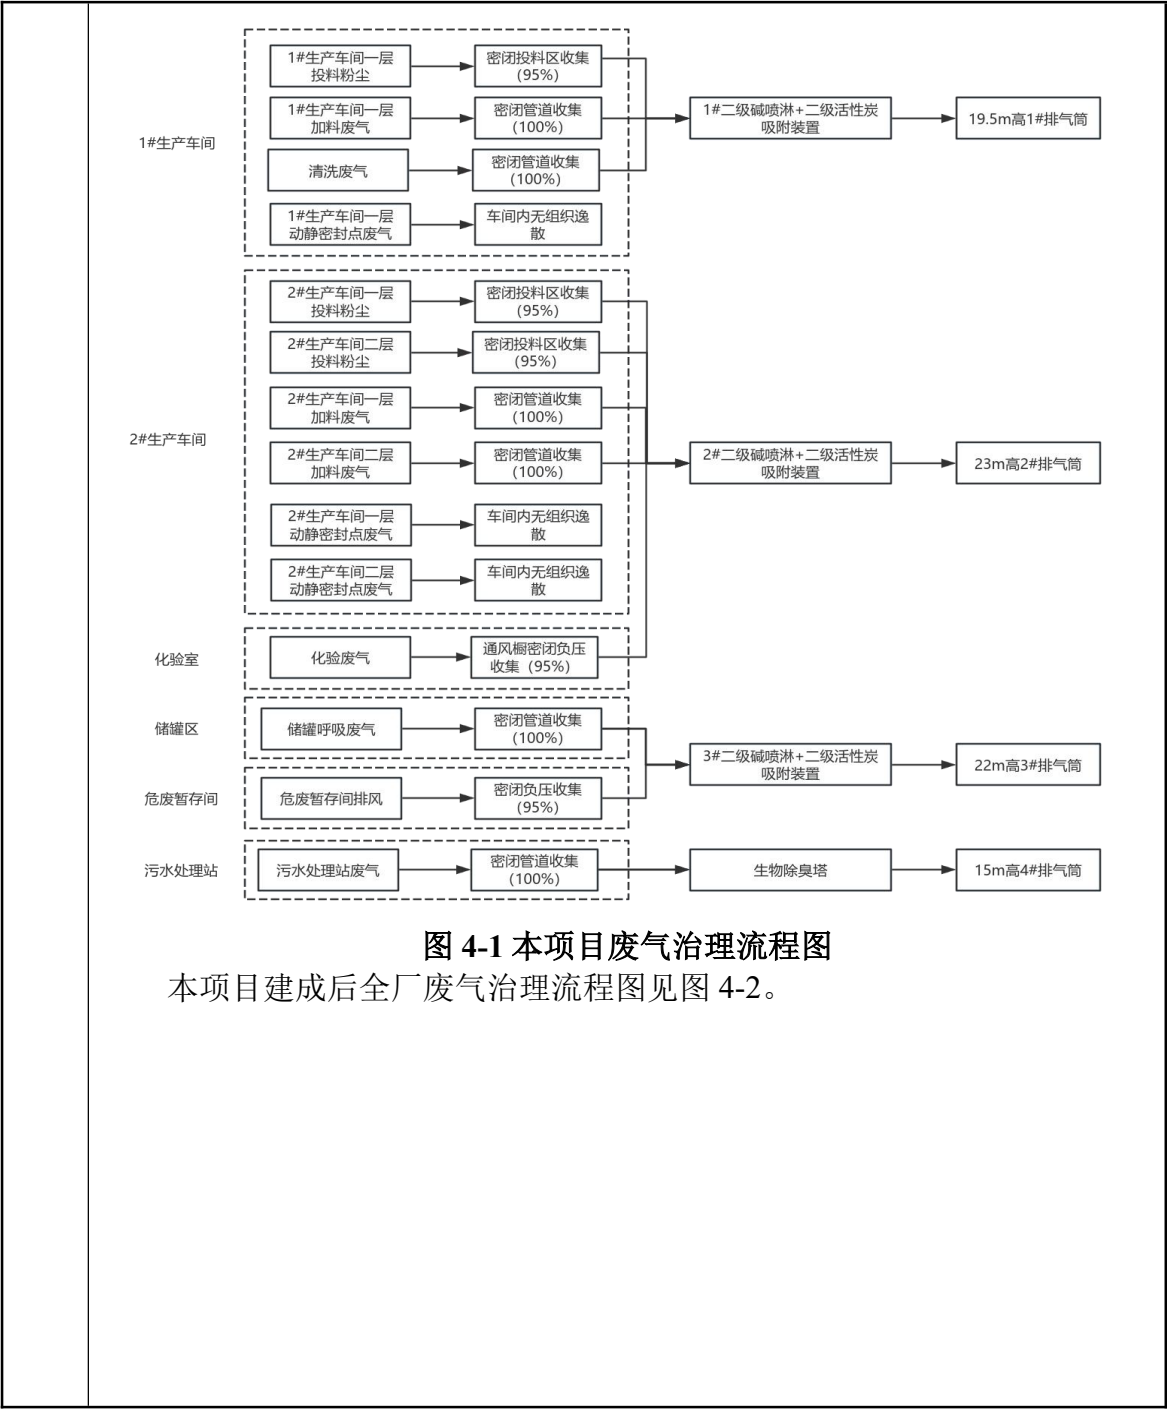 1#生产车间
1#生产车间一层
投料粉尘
密闭投料区收集
（95%）
1#生产车间一层
加料废气
密闭管道收集
（100%）
清洗废气
密闭管道收集
（100%）
1#生产车间一层
动静密封点废气
车间内无组织逸
散
1#二级碱喷淋+二级活性炭
吸附装置
19.5m高1#排气筒
2#生产车间
2#生产车间一层
投料粉尘
密闭投料区收集
（95%）
2#生产车间二层
投料粉尘
密闭投料区收集
（95%）
2#生产车间一层
加料废气
密闭管道收集
（100%）
2#生产车间二层
加料废气
密闭管道收集
（100%）
2#生产车间一层
动静密封点废气
车间内无组织逸
散
2#生产车间二层
动静密封点废气
车间内无组织逸
散
2#二级碱喷淋+二级活性炭
吸附装置
23m高2#排气筒
化验室
化验废气
通风橱密闭负压
收集（95%）
储罐区
储罐呼吸废气
密闭管道收集
（100%）
危废暂存间
危废暂存间排风
密闭负压收集
（95%）
3#二级碱喷淋+二级活性炭
吸附装置
22m高3#排气筒
污水处理站
污水处理站废气
密闭管道收集
（100%）
生物除臭塔
15m高4#排气筒
图 4-1 本项目废气治理流程图
本项目建成后全厂废气治理流程图见图 4-2。